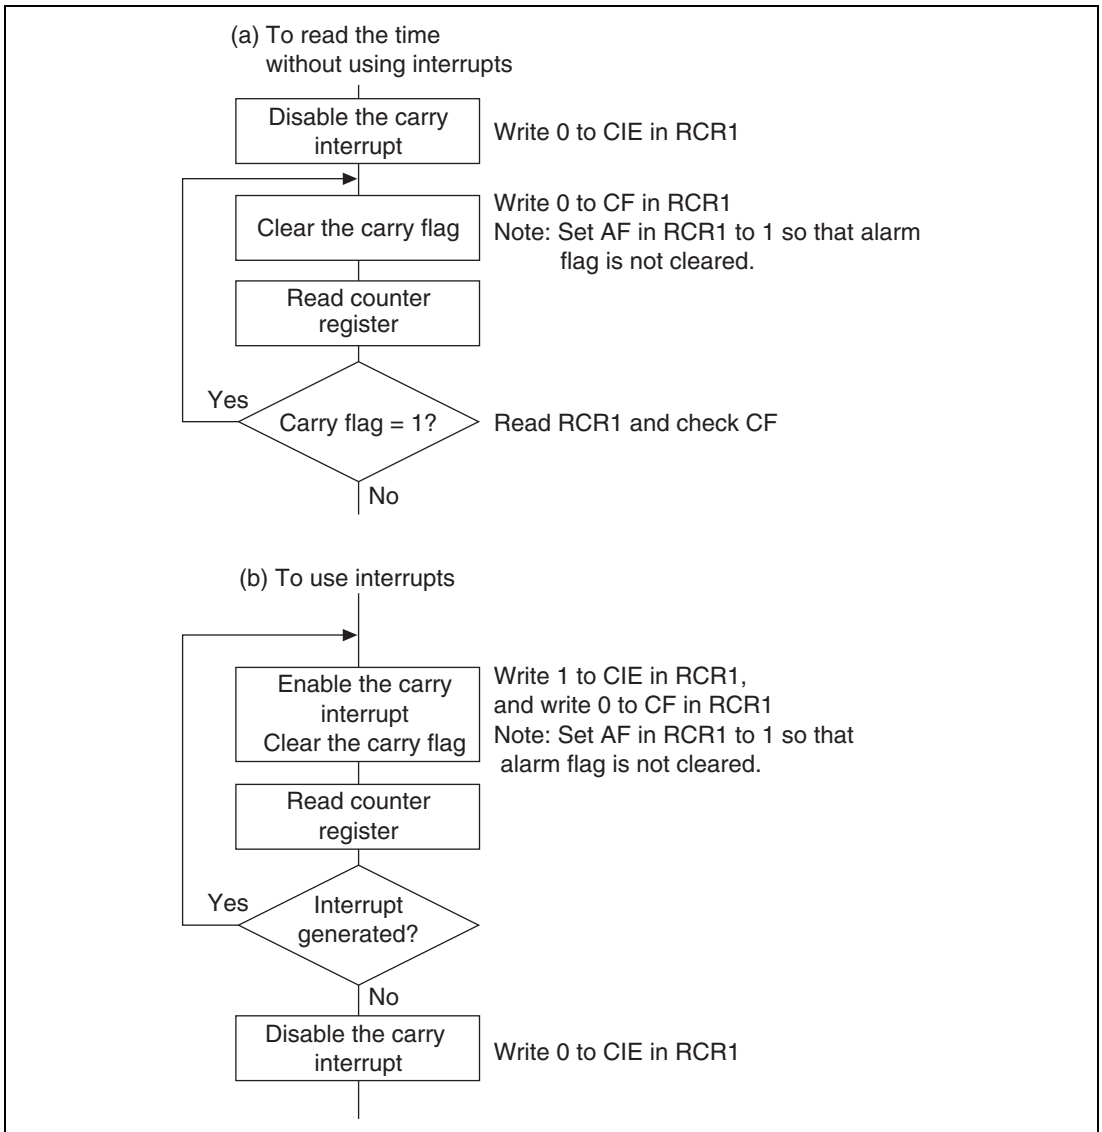 (a) To read the time
without using interrupts
Disable the carry
interrupt
Write 0 to CIE in RCR1
Clear the carry flag
Write 0 to CF in RCR1
Note: Set AF in RCR1 to 1 so that alarm
flag is not cleared.
Read counter
register
Yes
Carry flag = 1?
Read RCR1 and check CF
No
(b) To use interrupts
Enable the carry
interrupt
Clear the carry flag
Write 1 to CIE in RCR1,
and write 0 to CF in RCR1
Note: Set AF in RCR1 to 1 so that
alarm flag is not cleared.
Read counter
register
Yes
Interrupt
generated?
No
Disable the carry
interrupt
Write 0 to CIE in RCR1